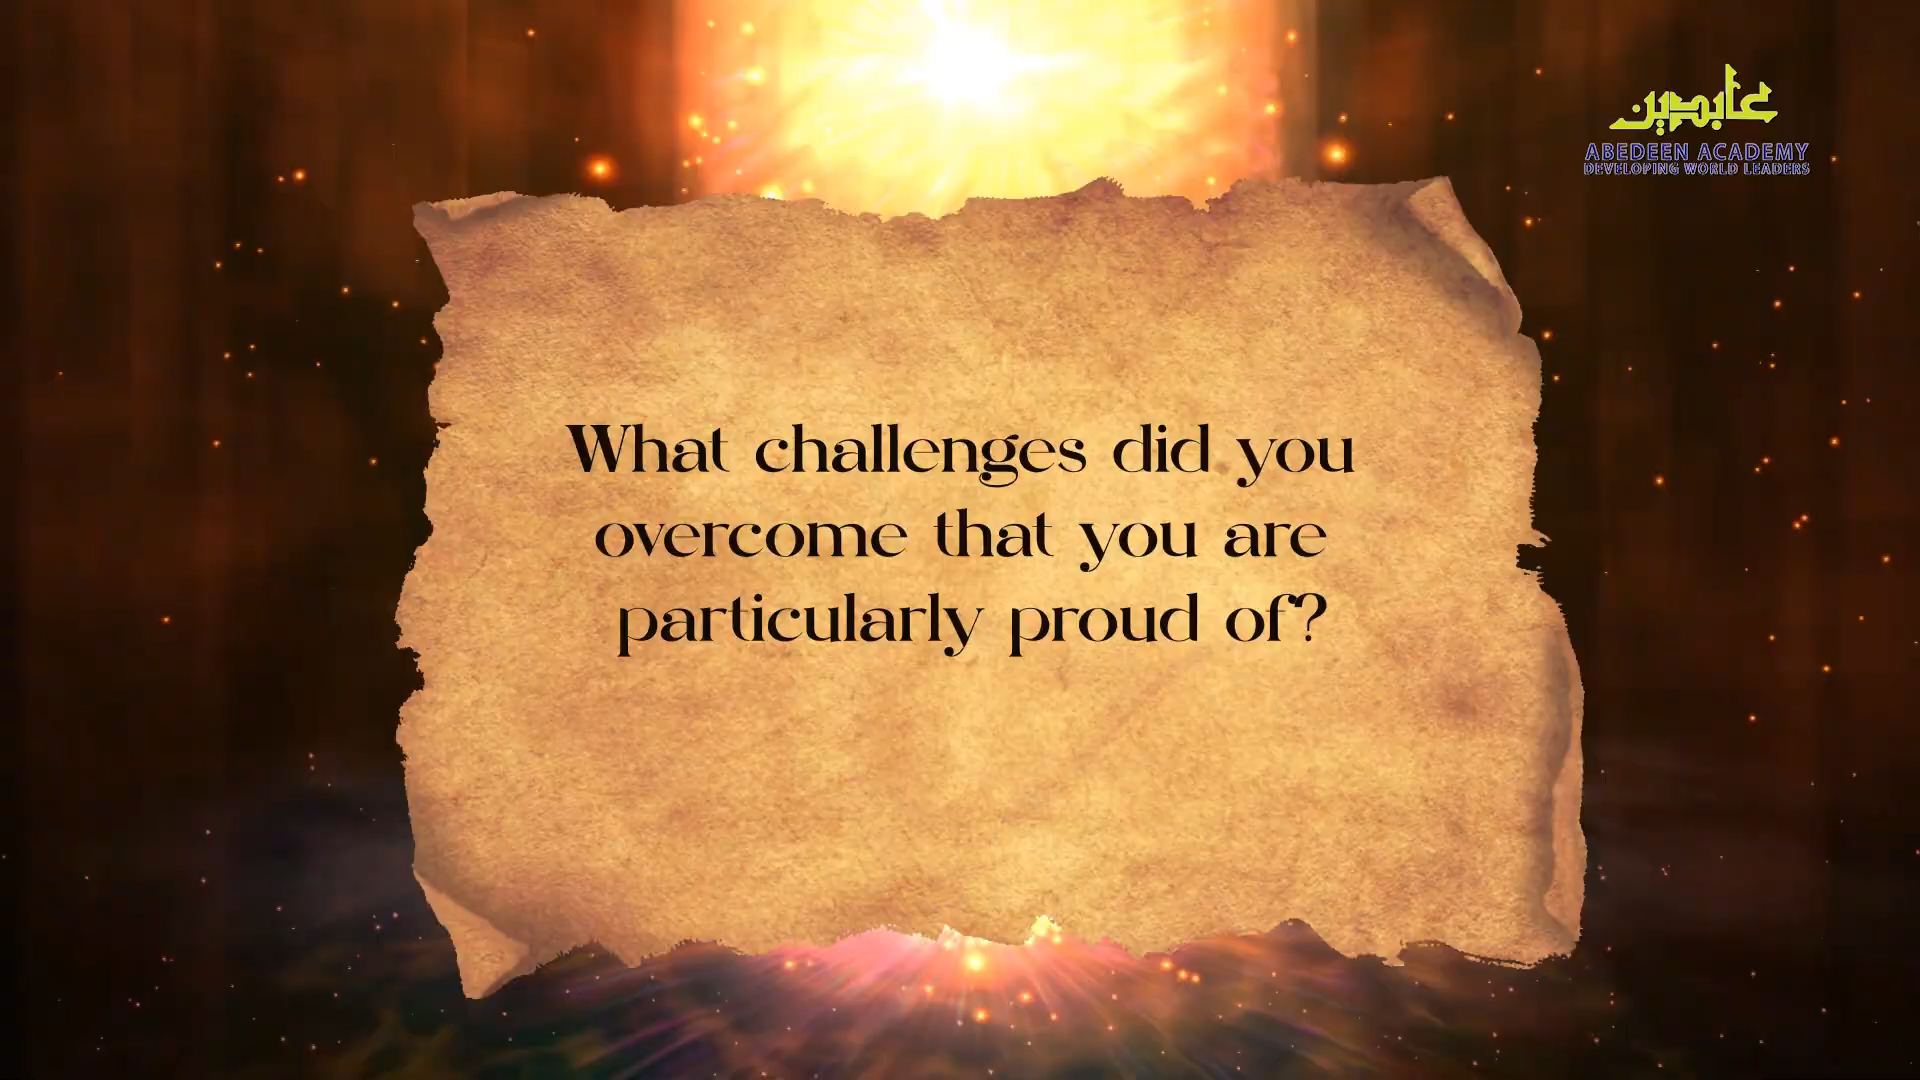 عابدين
ABEDEEN ACADEMY
DEVELOPING WORLD LEADERS
What challenges did you
overcome that you are
particularly proud of?